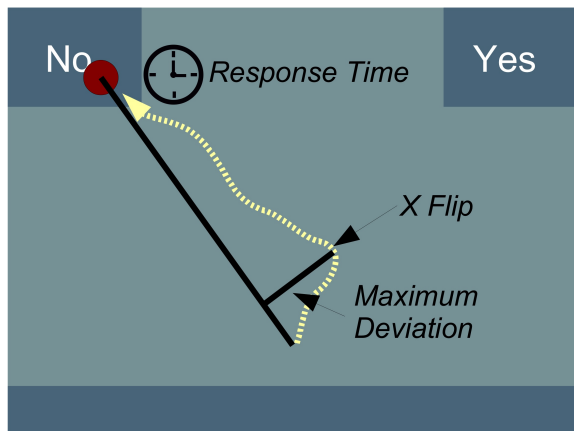 No
Response Time
Yes
X Flip
Maximum
Deviation